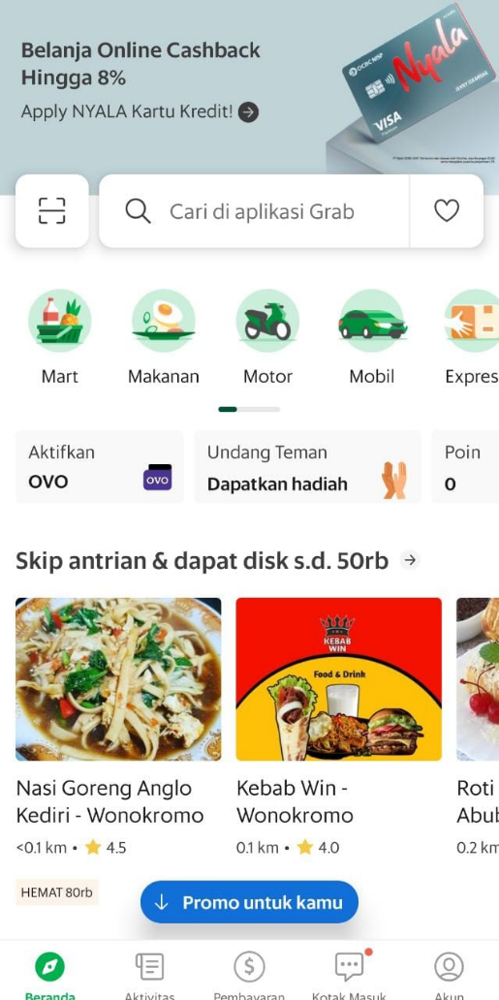 Belanja Online Cashback
Hingga 8%
Apply NYALA Kartu Kredit!
OCBC NISP
Nyala
VISA
Cari di aplikasi Grab
Mart
Makanan
Motor
Mobil
Expres
Aktifkan
OVO
OVO
Undang Teman
Dapatkan hadiah
Poin
0
Skip antrian & dapat disk s.d. 50rb
KEBAB
WIN
Food & Drink
Nasi Goreng Anglo
Kediri - Wonokromo
<0.1 km • 4.5
Kebab Win -
Wonokromo
0.1 km • 4.0
Roti
Abu
0.2 km
HEMAT 80rb
Promo untuk kamu
Beranda
Aktivitas
Pembayaran
Kotak Masuk
Akun